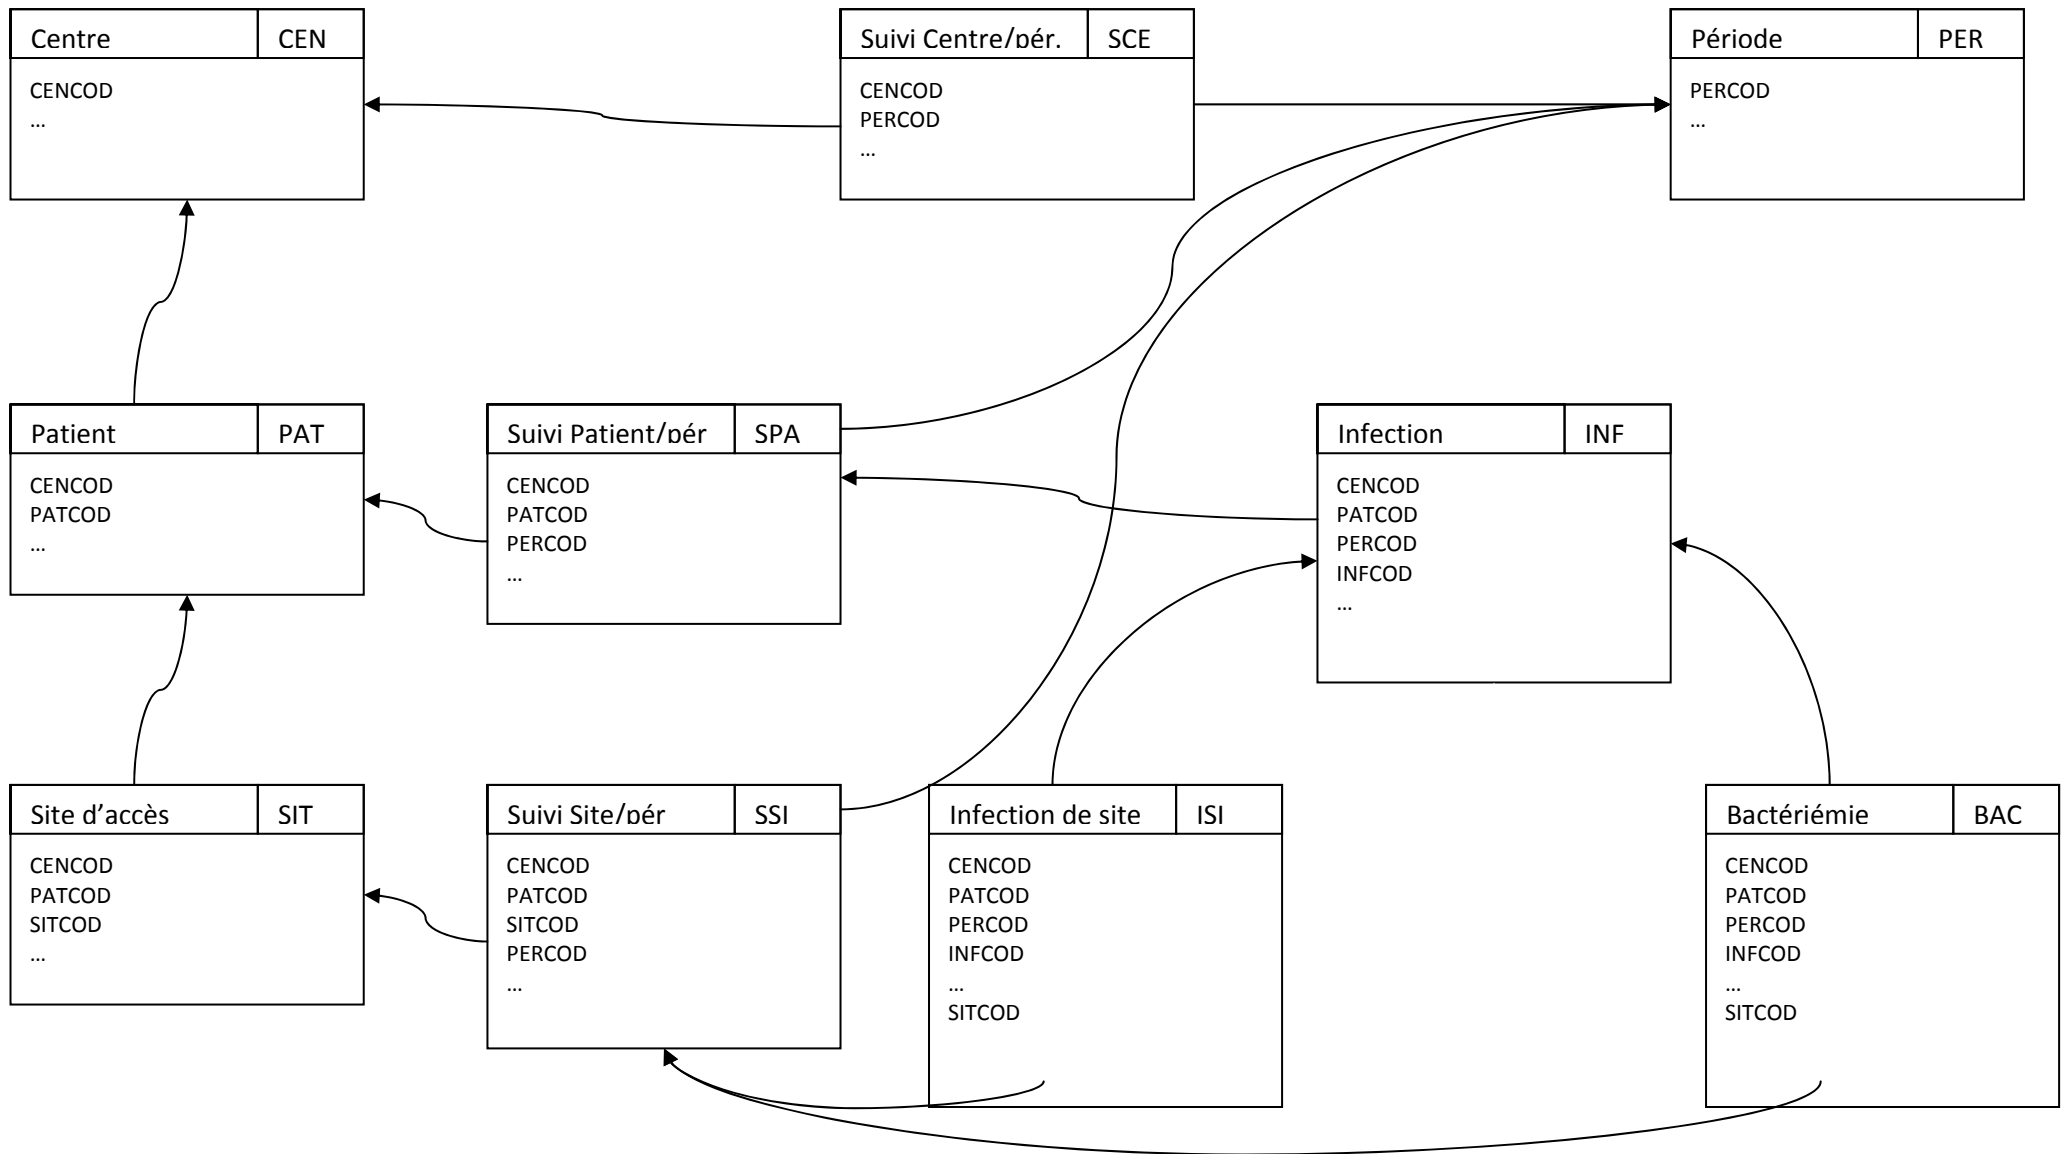 Centre CEN
CENCOD
...
Suivi Centre/pér. SCE
CENCOD
PERCOD
...
Période PER
PERCOD
...
Patient PAT
CENCOD
PATCOD
...
Suivi Patient/pér SPA
CENCOD
PATCOD
PERCOD
...
Infection INF
CENCOD
PATCOD
PERCOD
INFCOD
...
Site d’accès SIT
CENCOD
PATCOD
SITCOD
...
Suivi Site/pér SSI
CENCOD
PATCOD
SITCOD
PERCOD
...
Infection de site ISI
CENCOD
PATCOD
PERCOD
INFCOD
...
SITCOD
Bactériémie BAC
CENCOD
PATCOD
PERCOD
INFCOD
...
SITCOD